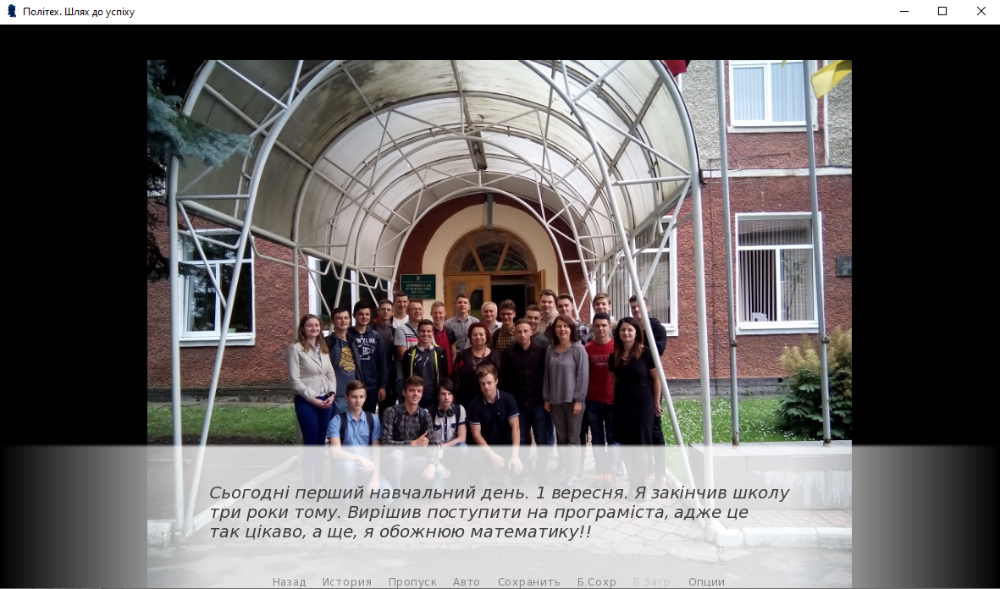 Політех. Шлях до успіху
Сьогодні перший навчальний день. 1 вересня. Я закінчив школу
три роки тому. Вирішив поступити на програміста, адже це
так цікаво, а ще, я обожнюю математику!!
Назад История Пропуск Авто Сохранить Б.Сохр Б.Загр Опции